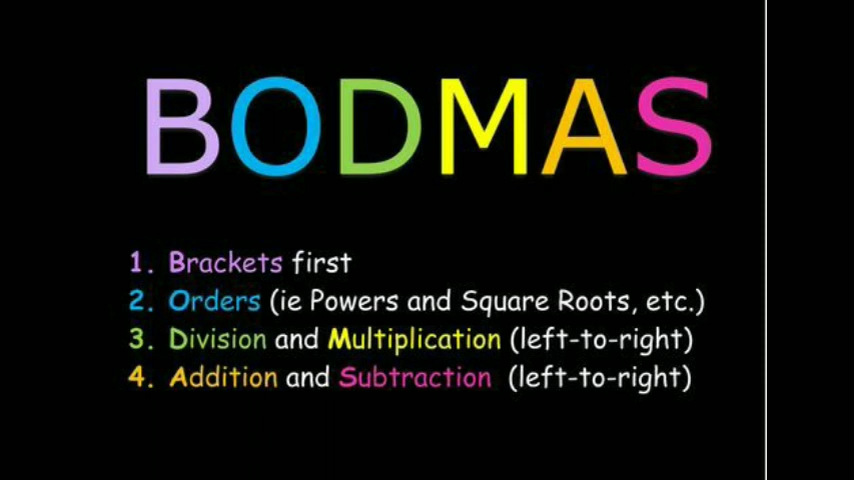 BODMAS
1. Brackets first
2. Orders (ie Powers and Square Roots, etc.)
3. Division and Multiplication (left-to-right)
4. Addition and Subtraction (left-to-right)